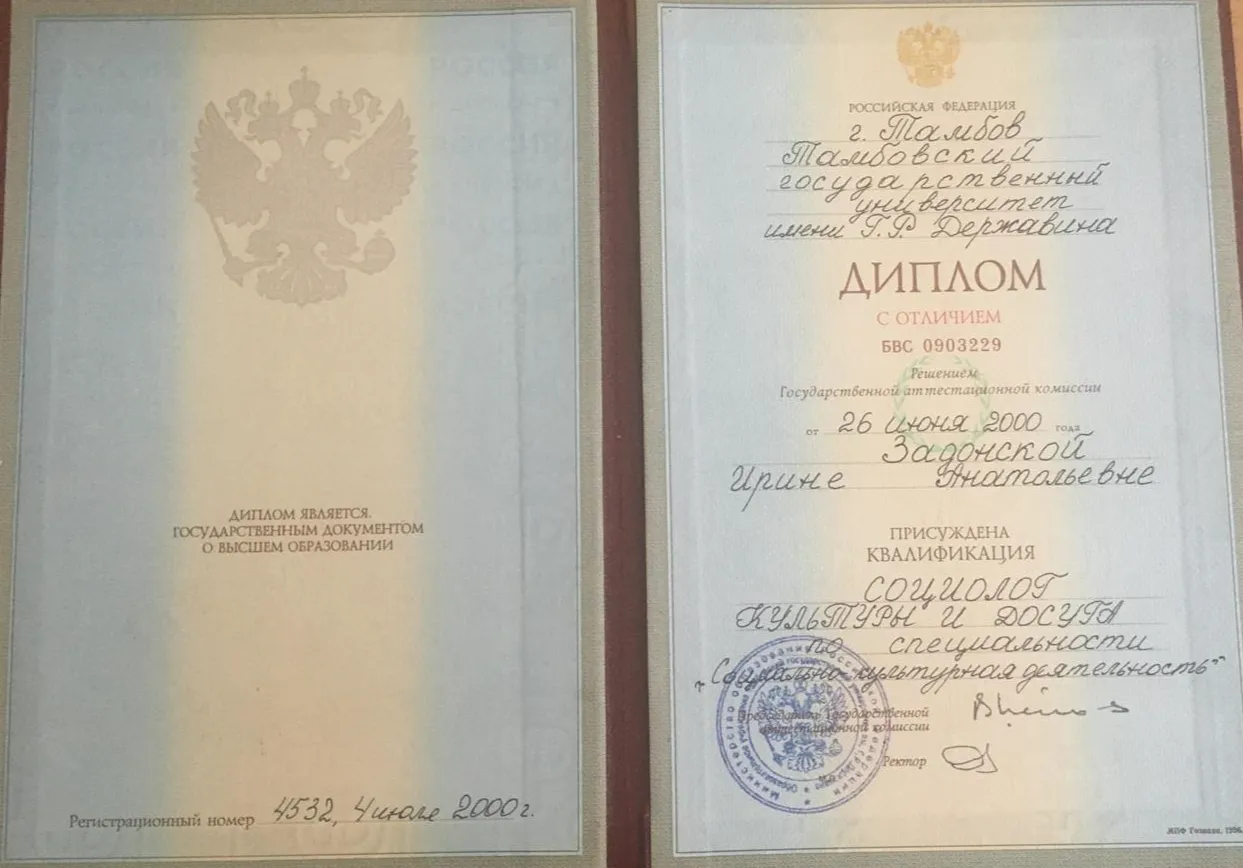 ДИПЛОМ ЯВЛЯЕТСЯ
ГОСУДАРСТВЕННЫМ ДОКУМЕНТОМ
О ВЫСШЕМ ОБРАЗОВАНИИ
Регистрационный номер 4532, 4 июля 2000 г.
РОССИЙСКАЯ ФЕДЕРАЦИЯ
г. Тамбов
Тамбовский
государственный
университет
имени Г.Р. Державина
ДИПЛОМ
С ОТЛИЧИЕМ
БВС 0903229
Решением
Государственной аттестационной комиссии
от 26 июня 2000 года
Задонской
Ирине Анатольевне
ПРИСУЖДЕНА
КВАЛИФИКАЦИЯ
СОЦИОЛОГ
КУЛЬТУРЫ И ДОСУГА
по специальности
"Социально-культурная деятельность"
Председатель Государственной
аттестационной комиссии
Ректор